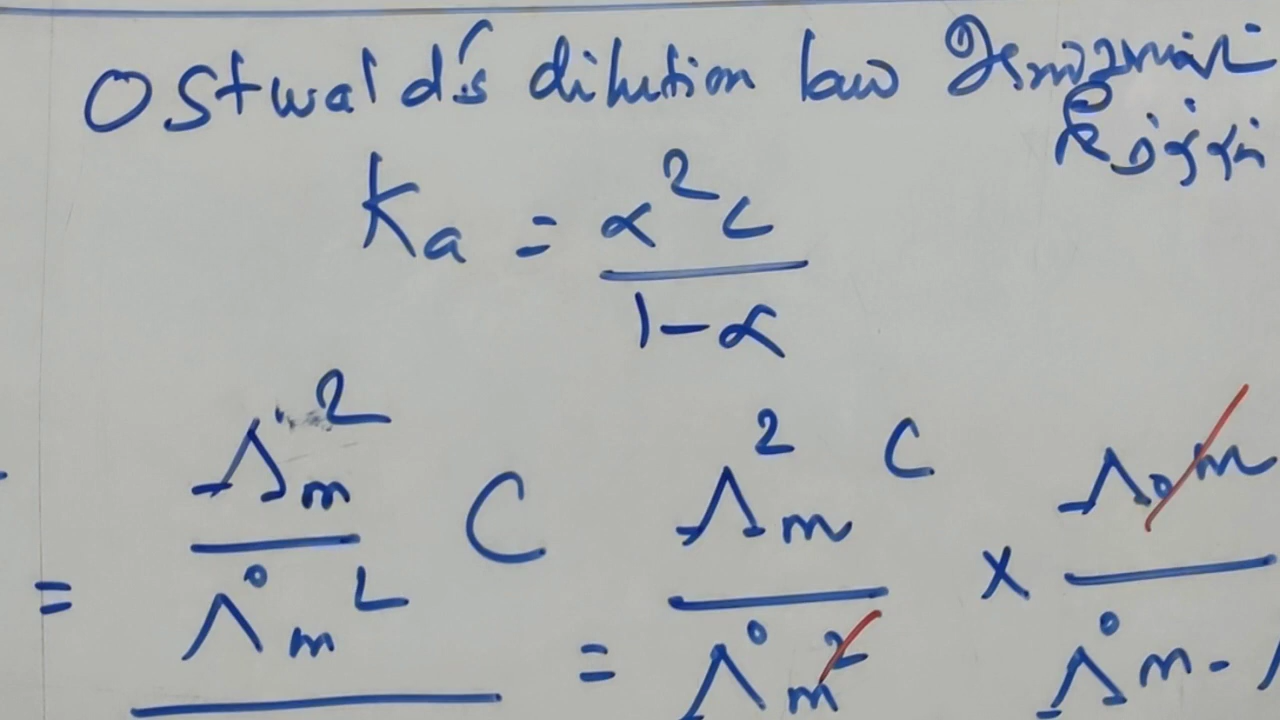 Ostwald's dilution law
Ka = α²c
1-α
= Λm² C = Λm² C × Λ°m
Λ°m² Λ°m² Λ°m -